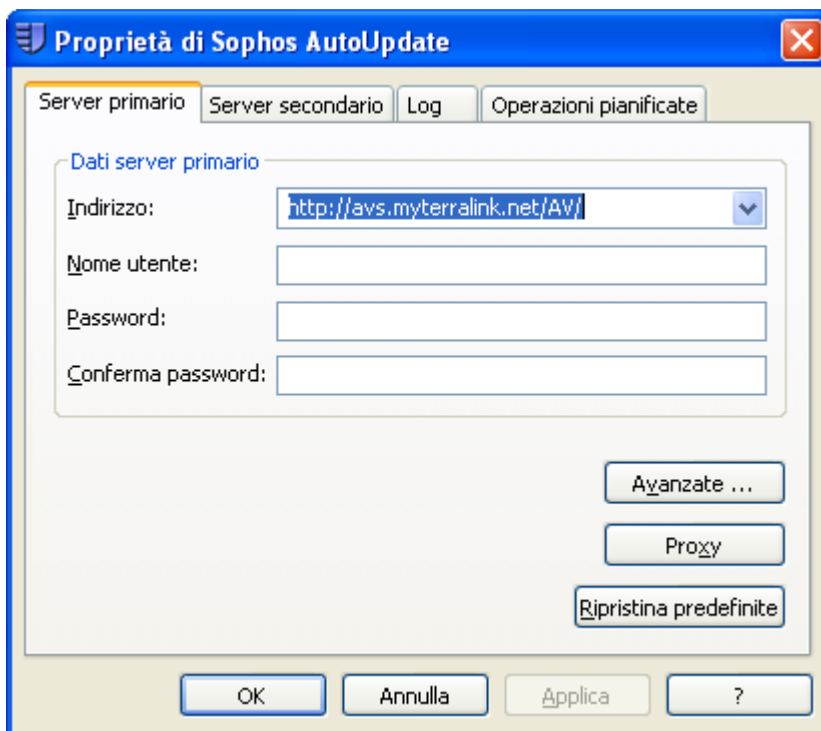 Proprietà di Sophos AutoUpdate
Server primario Server secondario Log Operazioni pianificate
Dati server primario
Indirizzo: http://avs.myterralink.net/AV/
Nome utente:
Password:
Conferma password:
Avanzate ...
Proxy
Ripristina predefinite
OK Annulla Applica ?